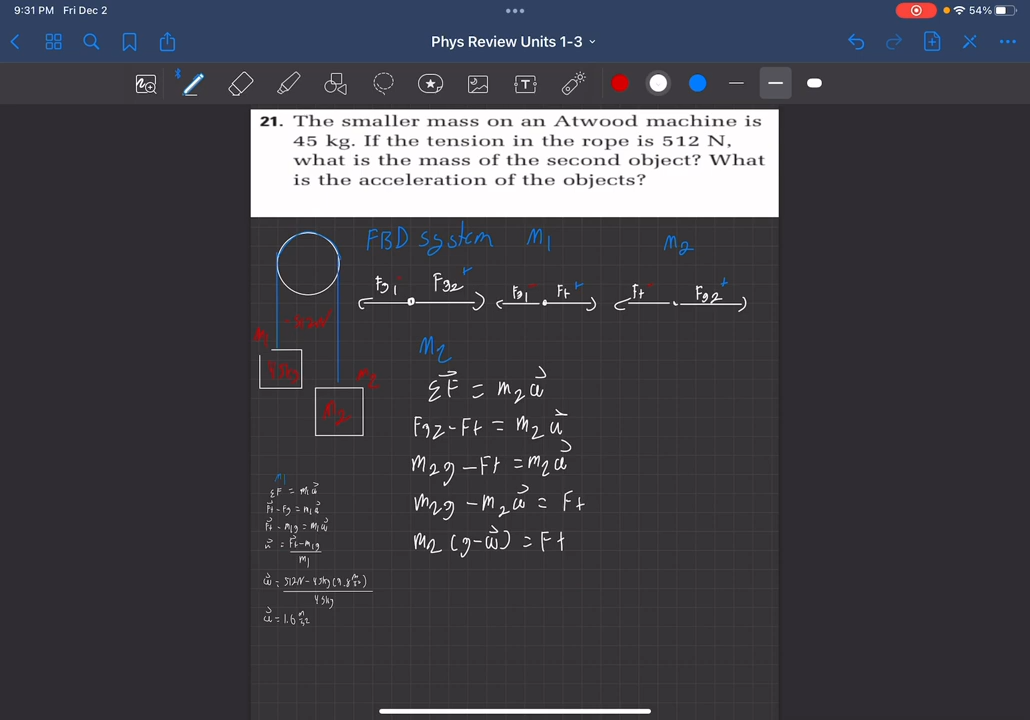 9:31 PM Fri Dec 2
54%
Phys Review Units 1-3
21. The smaller mass on an Atwood machine is
45 kg. If the tension in the rope is 512 N,
what is the mass of the second object? What
is the acceleration of the objects?
FBD system M1 M2
Fg1 - Fg2 + Fg1 - Ft + Ft - Fg2 +
512N
M1
45kg
M2
M2
M2
ΣF = m2a
Fg2 - Ft = m2a
m2g - Ft = m2a
m2g - m2a = Ft
m2 (g - a) = Ft
M1
ΣF = m1a
Ft - Fg = m1a
Ft - m1g = m1a
a = Ft - m1g
m1
a = 512N - 45kg (9.8 m/s2)
45kg
a = 1.6 m/s2